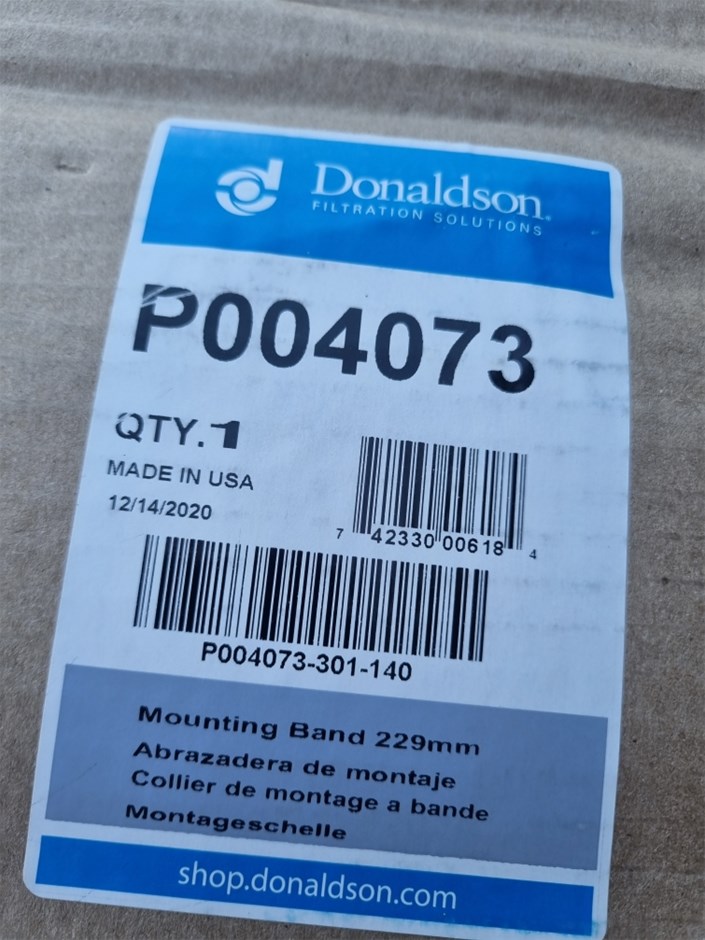 Donaldson®
FILTRATION SOLUTIONS
P004073
QTY.1
MADE IN USA
12/14/2020
7 42330 00618 4
P004073-301-140
Mounting Band 229mm
Abrazadera de montaje
Collier de montage a bande
Montageschelle
shop.donaldson.com